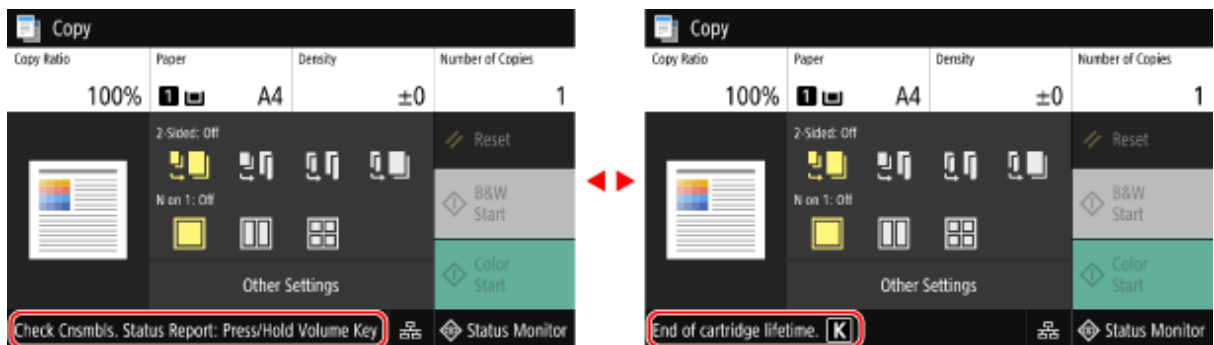 Copy
Copy Ratio Paper Density Number of Copies
100% 1 A4 ±0 1
2-Sided: Off
Reset
N on 1: Off
B&W
Start
Color
Start
Other Settings
Check Cnsmbls. Status Report: Press/Hold Volume Key Status Monitor
Copy
Copy Ratio Paper Density Number of Copies
100% 1 A4 ±0 1
2-Sided: Off
Reset
N on 1: Off
B&W
Start
Color
Start
Other Settings
End of cartridge lifetime. K Status Monitor